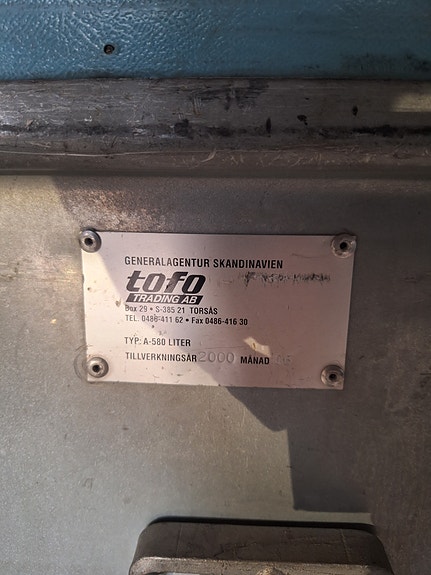 GENERALAGENTUR SKANDINAVIEN
tofo
TRADING AB
Box 29 • S-385 21 TORSÅS
TEL. 0486-411 62 • Fax 0486-416 30
TYP: A-580 LITER
TILLVERKNINGSÅR 2000 MÅNAD